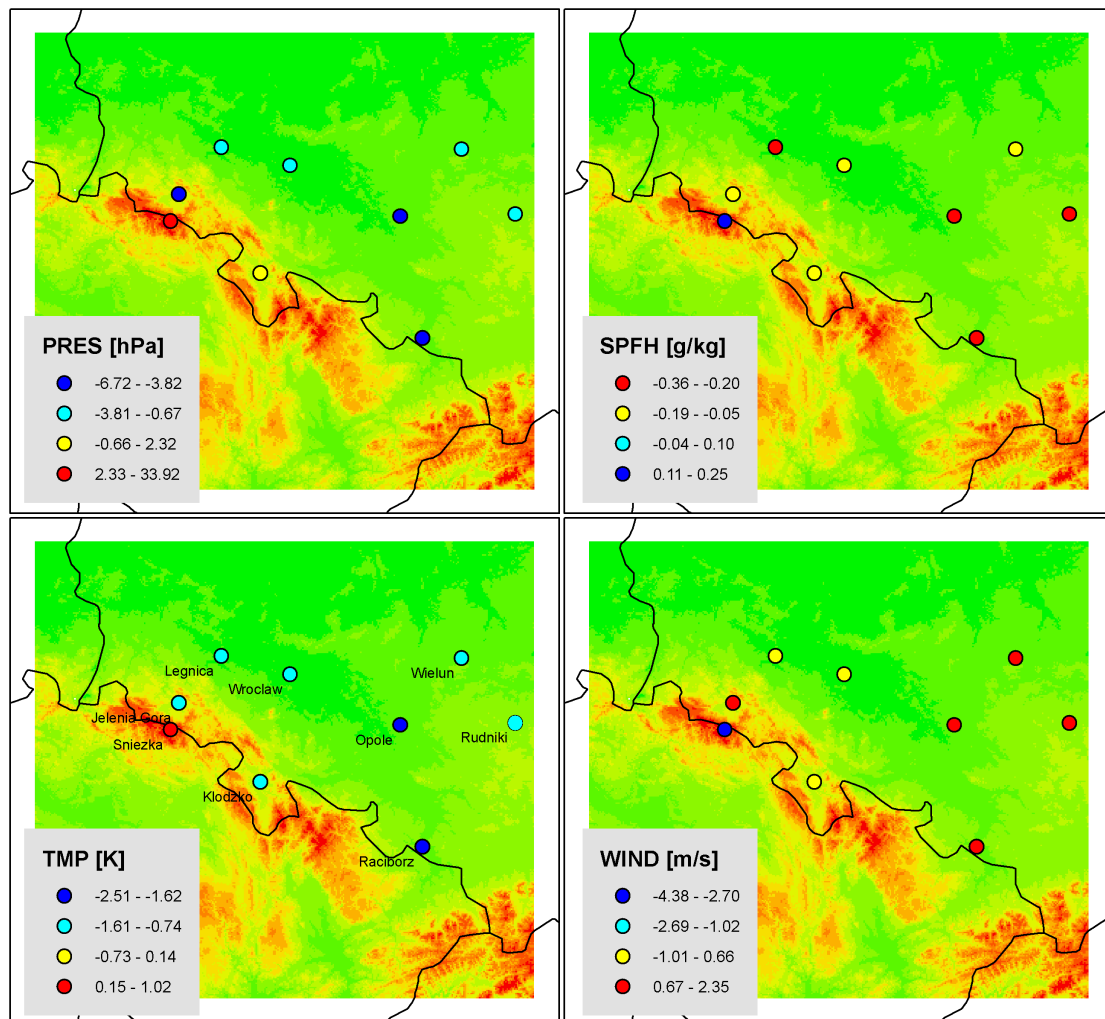 PRES [hPa]
-6.72 - -3.82
-3.81 - -0.67
-0.66 - 2.32
2.33 - 33.92
SPFH [g/kg]
-0.36 - -0.20
-0.19 - -0.05
-0.04 - 0.10
0.11 - 0.25
Legnica
Wroclaw
Wielun
Jelenia Gora
Sniezka
Opole
Rudniki
Klodzko
Raciborz
TMP [K]
-2.51 - -1.62
-1.61 - -0.74
-0.73 - 0.14
0.15 - 1.02
WIND [m/s]
-4.38 - -2.70
-2.69 - -1.02
-1.01 - 0.66
0.67 - 2.35